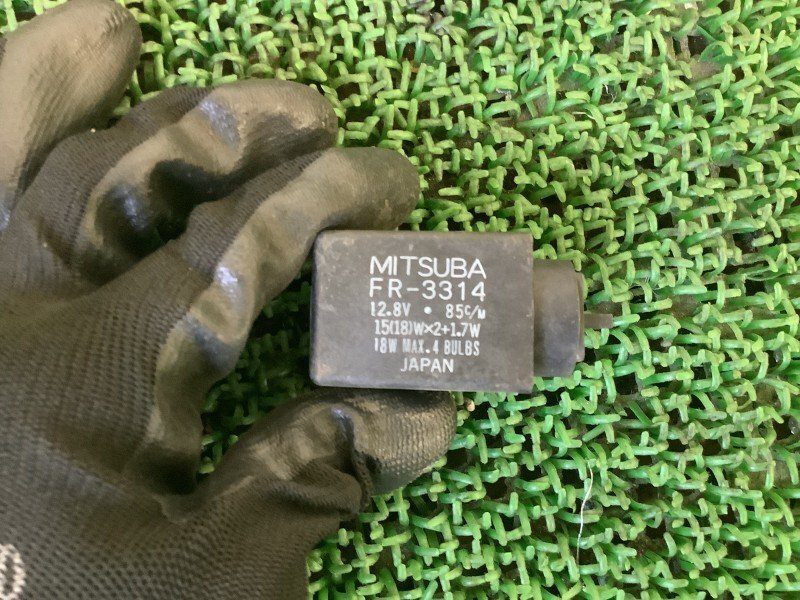 MITSUBA
FR-3314
12.8V • 85c/m
15(18)W×2+1.7W
18W MAX. 4 BULBS
JAPAN